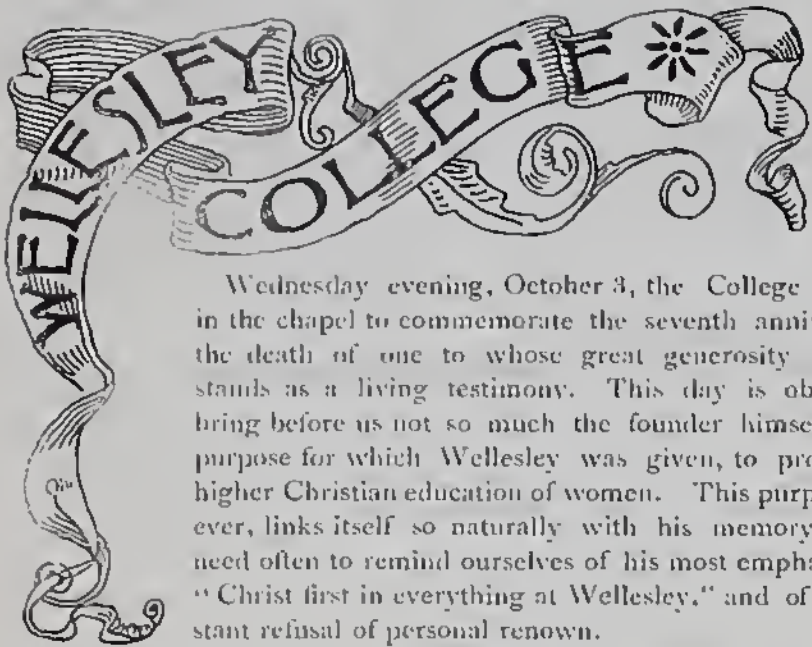 WELLESLEY COLLEGE
Wednesday evening, October 3, the College
in the chapel to commemorate the seventh anni
the death of one to whose great generosity
stands as a living testimony. This day is ob
bring before us not so much the founder himse
purpose for which Wellesley was given, to pro
higher Christian education of women. This purp
ever, links itself so naturally with his memory
need often to remind ourselves of his most empha
"Christ first in everything at Wellesley," and of
stant refusal of personal renown.